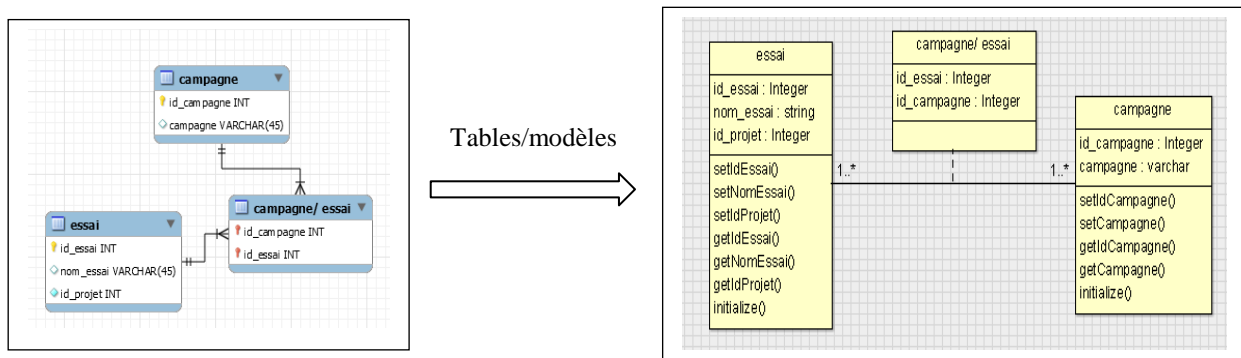 campagne
id_campagne INT
campagne VARCHAR(45)
campagne/ essai
id_campagne INT
id_essai INT
essai
id_essai INT
nom_essai VARCHAR(45)
id_projet INT
Tables/modèles
essai
id_essai : Integer
nom_essai : string
id_projet : Integer
setIdEssai()
setNomEssai()
setIdProjet()
getIdEssai()
getNomEssai()
getIdProjet()
initialize()
campagne/ essai
id_essai : Integer
id_campagne : Integer
1..*
1..*
campagne
id_campagne : Integer
campagne : varchar
setIdCampagne()
setCampagne()
getIdCampagne()
getCampagne()
initialize()